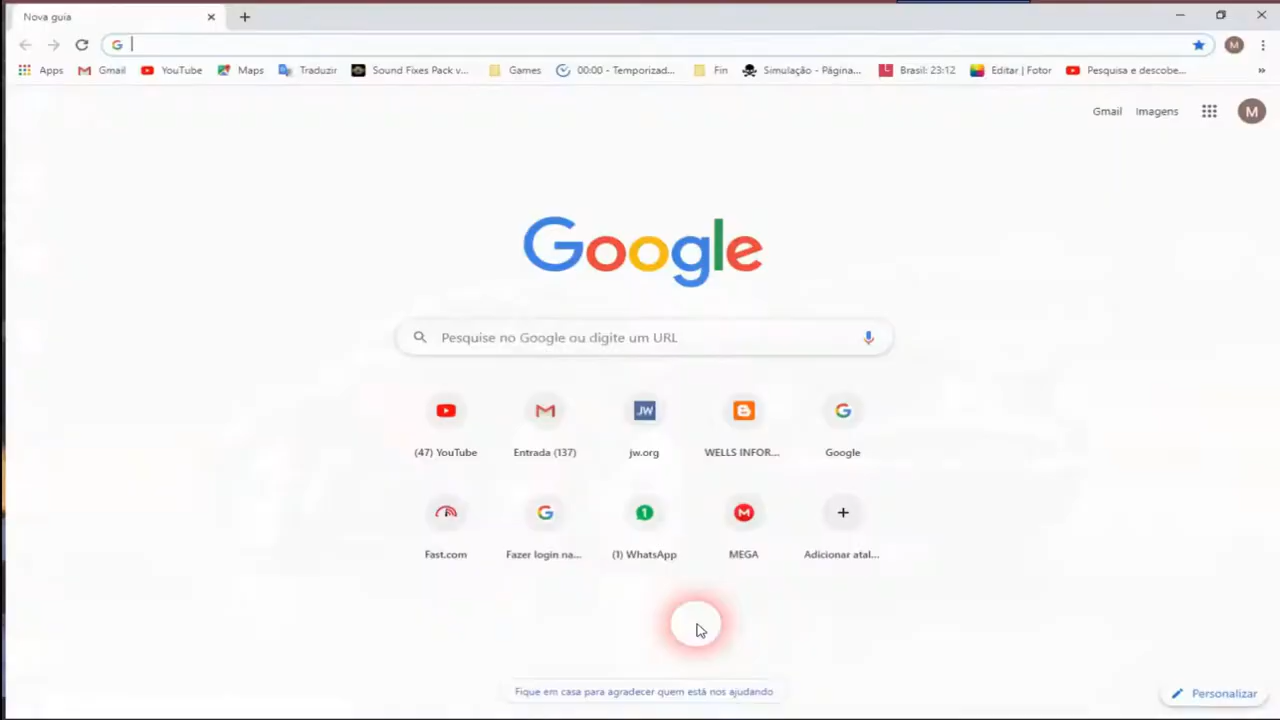 Nova guia
Apps Gmail YouTube Maps Traduzir Sound Fixes Pack v... Games 00:00 - Temporizad... Fin Simulação - Página... Brasil: 23:12 Editar | Fotor Pesquisa e descobe... »
Gmail Imagens M
Google
Pesquise no Google ou digite um URL
(47) YouTube Entrada (137) jw.org WELLS INFOR... Google
Fast.com Fazer login na... (1) WhatsApp MEGA Adicionar atal...
Fique em casa para agradecer quem está nos ajudando
Personalizar